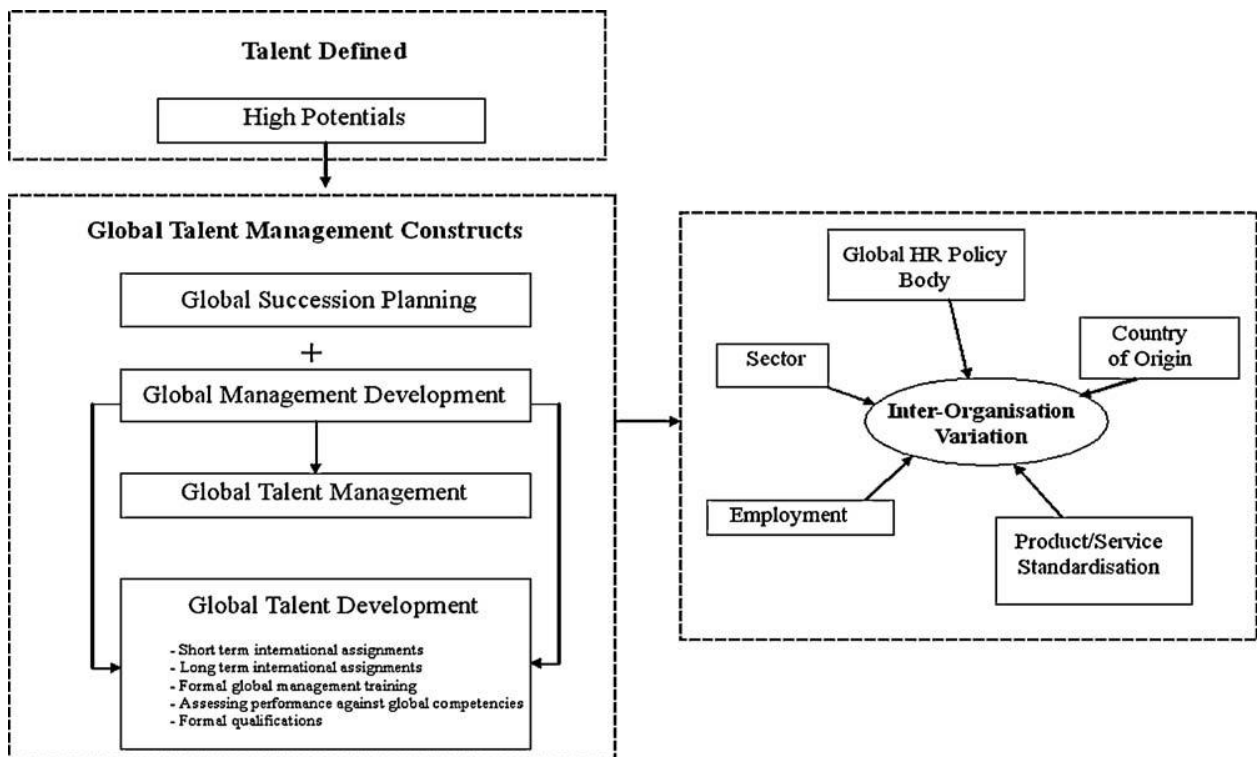 Talent Defined
High Potentials
Global Talent Management Constructs
Global Succession Planning
+
Global Management Development
Global Talent Management
Global Talent Development
- Short term international assignments
- Long term international assignments
- Formal global management training
- Assessing performance against global competencies
- Formal qualifications
Global HR Policy
Body
Sector
Country
of Origin
Inter-Organisation
Variation
Employment
Product/Service
Standardisation